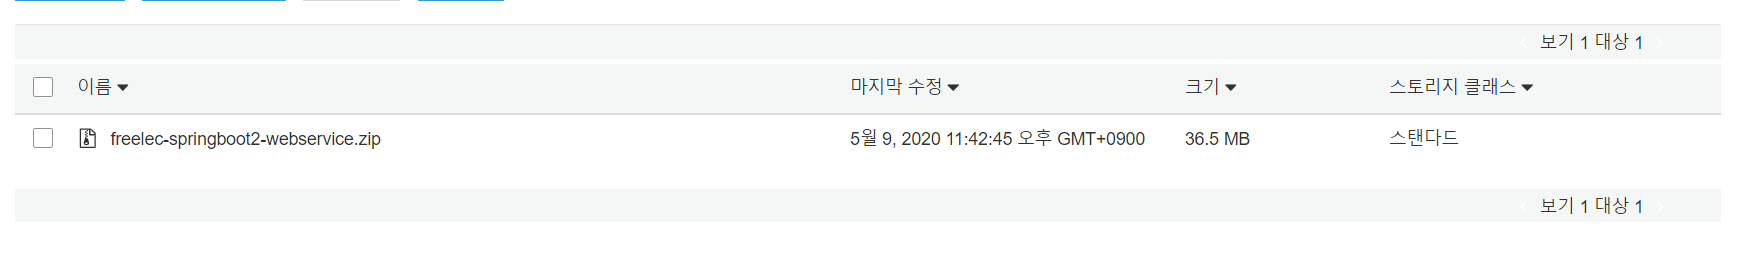 보기 1 대상 1
이름 마지막 수정 크기 스토리지 클래스
freelec-springboot2-webservice.zip 5월 9, 2020 11:42:45 오후 GMT+0900 36.5 MB 스탠다드
보기 1 대상 1